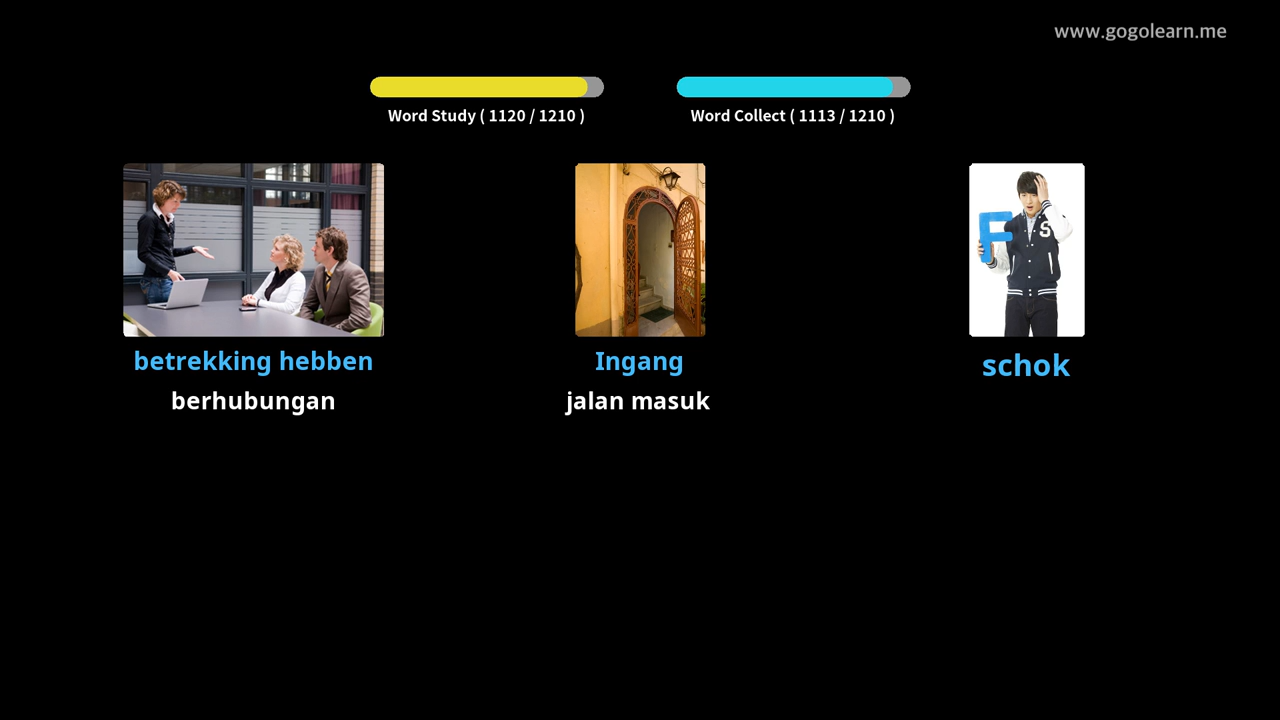 www.gogolearn.me
Word Study ( 1120 / 1210 )
Word Collect ( 1113 / 1210 )
F
S
betrekking hebben
berhubungan
Ingang
jalan masuk
schok